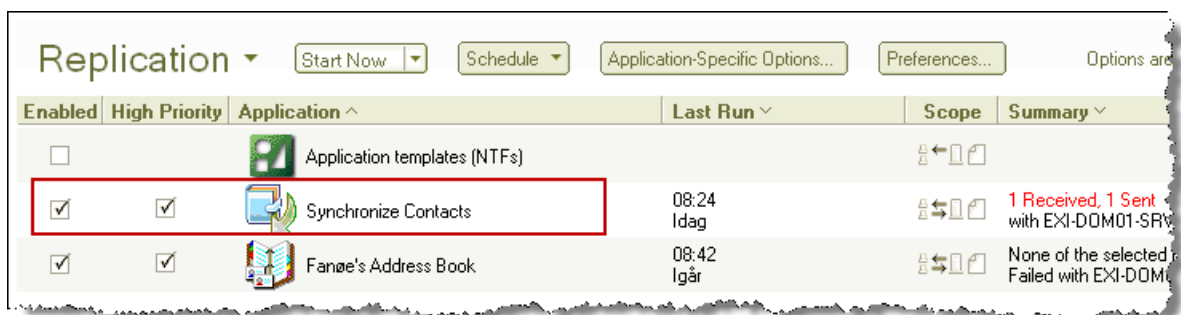 Replication Start Now Schedule Application-Specific Options... Preferences... Options are
Enabled High Priority Application Last Run Scope Summary
Application templates (NTFs)
Synchronize Contacts 08:24 1 Received, 1 Sent
Idag with EXI-DOM01-SRV
Fanøe's Address Book 08:42 None of the selected
Igår Failed with EXI-DOM